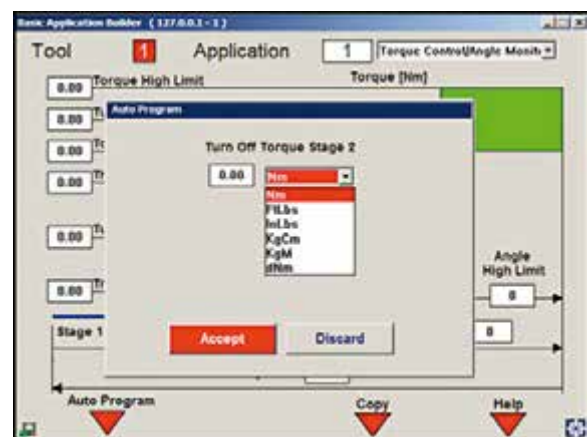 Basic Application Builder ( 127.0.0.1 - 1 )
Tool 1 Application 1 Torque Control/Angle Monit
0.00 Torque High Limit Torque [Nm]
0.00
Auto Program
0.00
Turn Off Torque Stage 2
0.00
0.00 Nm
Nm
FtLbs
InLbs
KgCm
KgM
dNm
0.00
Angle
High Limit
0.00
0
Stage 1
Accept Discard
0
Auto Program Copy Help